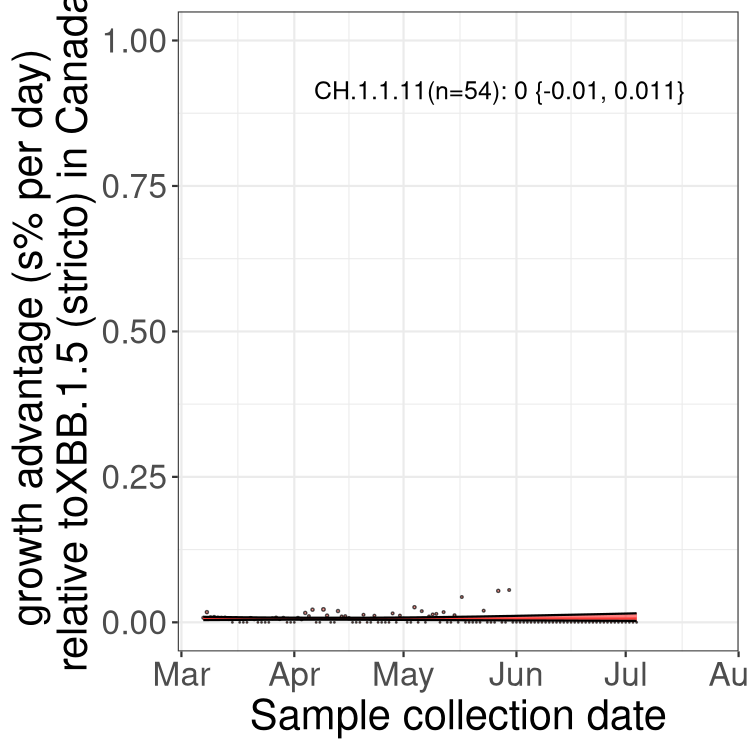 growth advantage (s% per day)
relative toXBB.1.5 (stricto) in Canada
1.00
0.75
0.50
0.25
0.00
CH.1.1.11(n=54): 0 {-0.01, 0.011}
Mar Apr May Jun Jul Au
Sample collection date